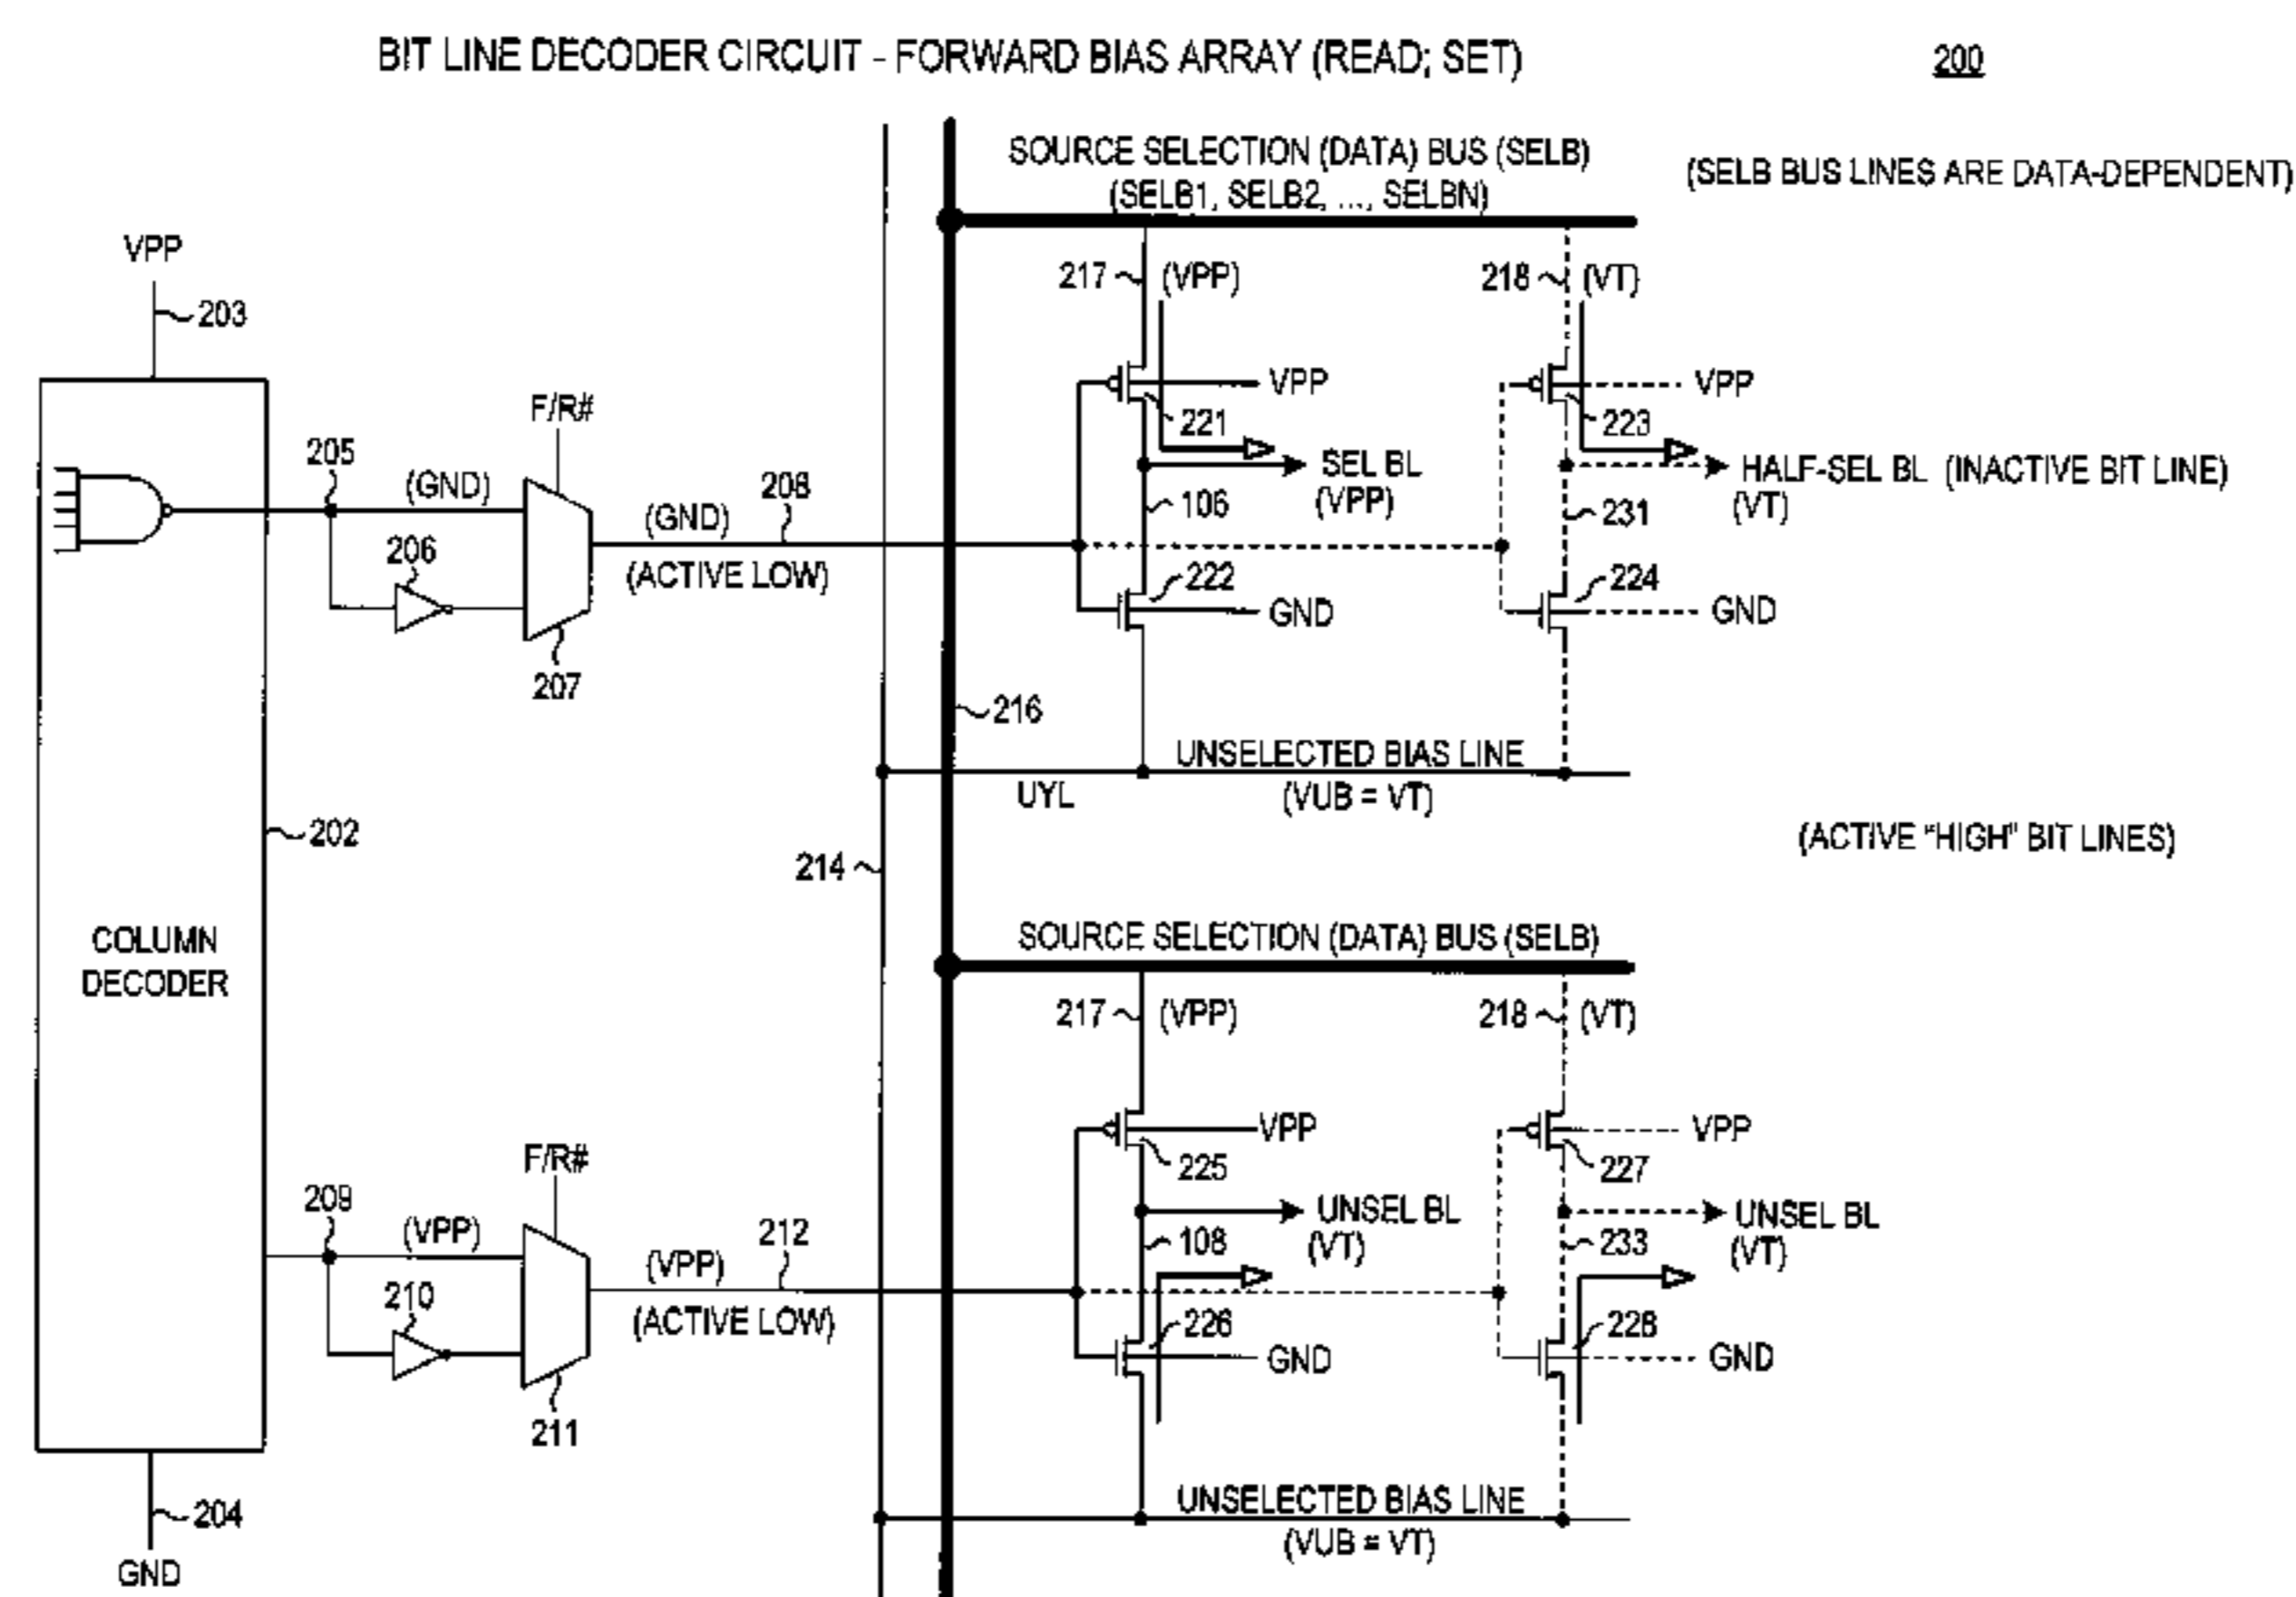 BIT LINE DECODER CIRCUIT - FORWARD BIAS ARRAY (READ; SET)
200
SOURCE SELECTION (DATA) BUS (SELB)
(SELB1, SELB2, ..., SELBN)
(SELB BUS LINES ARE DATA-DEPENDENT)
VPP
203
217 (VPP)
218 (VT)
F/R#
VPP
VPP
221
223
205
(GND)
206
207
(GND)
208
(ACTIVE LOW)
SEL BL
(VPP)
HALF-SEL BL (INACTIVE BIT LINE)
(VT)
106
231
222
224
GND
GND
216
UNSELECTED BIAS LINE
UYL
(VUB = VT)
202
214
(ACTIVE "HIGH" BIT LINES)
COLUMN
DECODER
SOURCE SELECTION (DATA) BUS (SELB)
217 (VPP)
218 (VT)
VPP
VPP
225
227
F/R#
209
(VPP)
210
211
(VPP)
212
(ACTIVE LOW)
UNSEL BL
(VT)
UNSEL BL
(VT)
108
233
226
228
GND
GND
204
GND
UNSELECTED BIAS LINE
(VUB = VT)